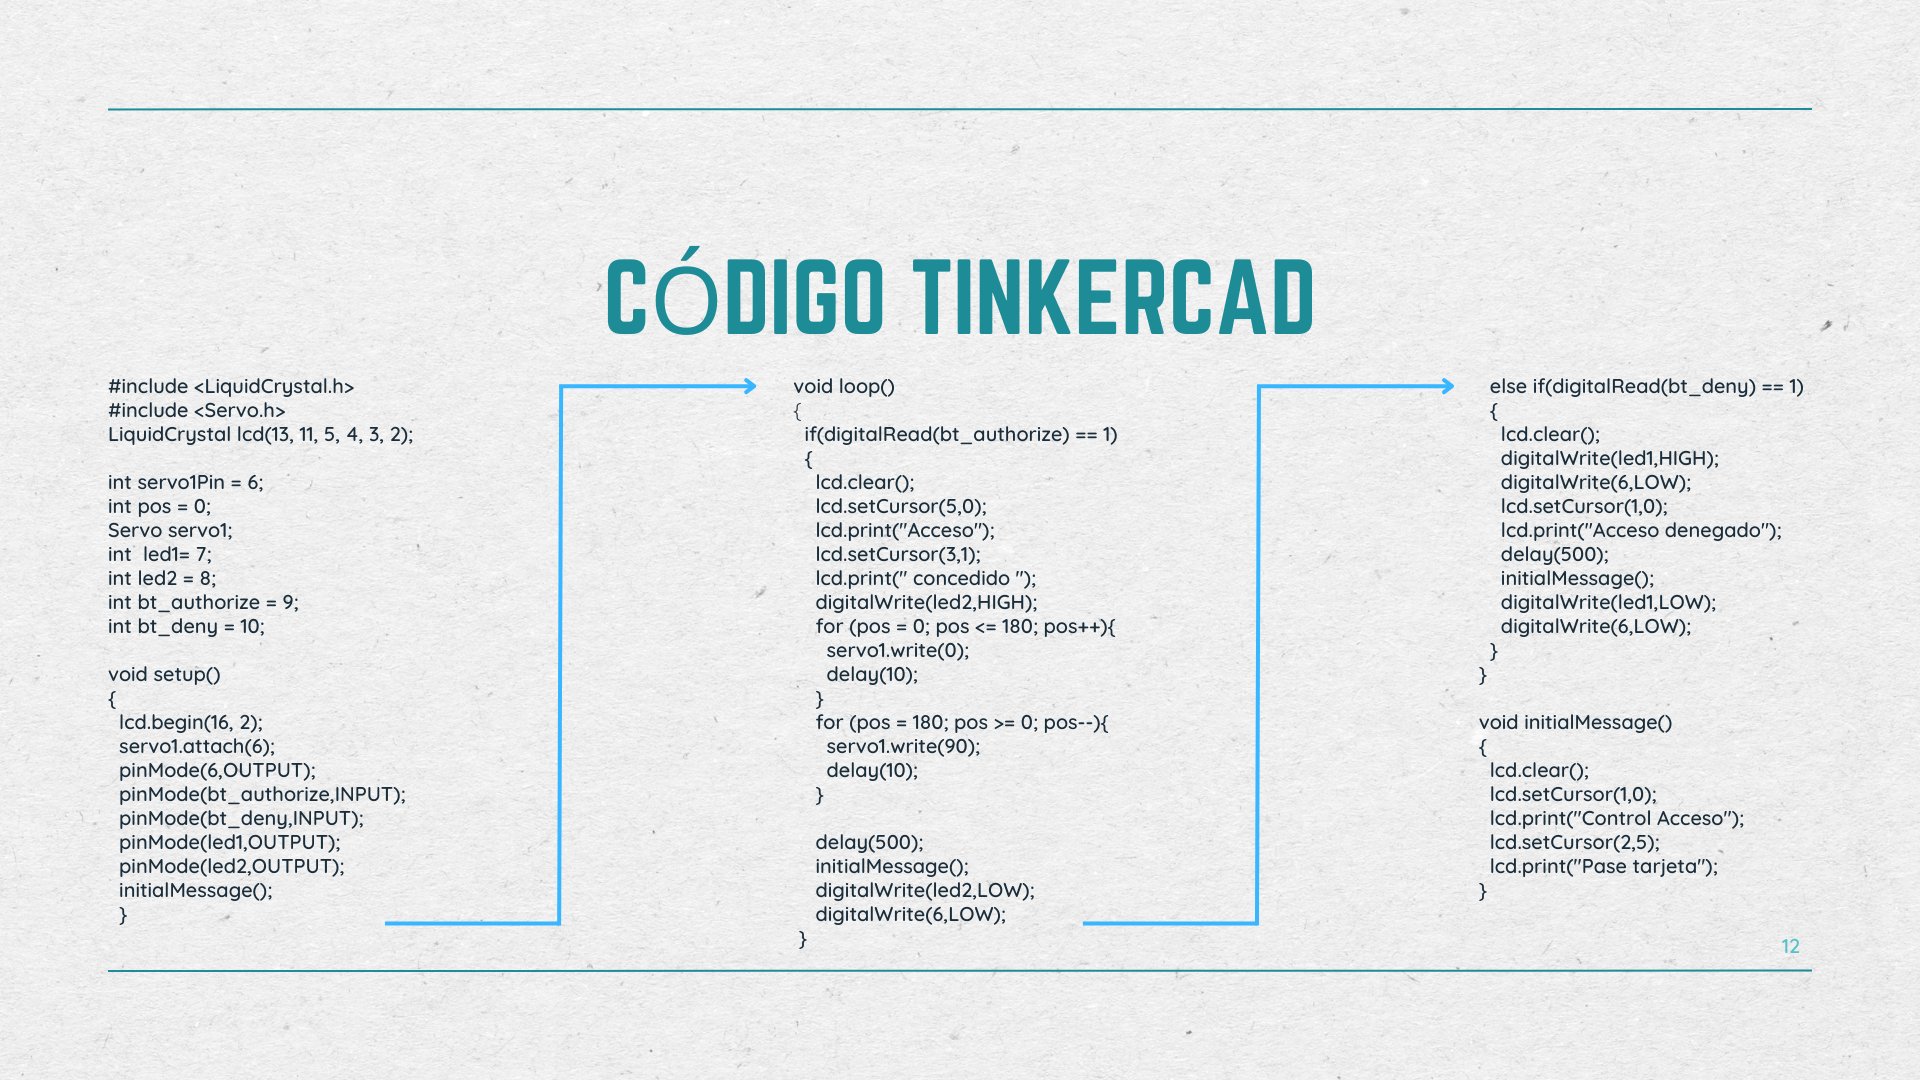 CÓDIGO TINKERCAD
#include <LiquidCrystal.h>
#include <Servo.h>
LiquidCrystal lcd(13, 11, 5, 4, 3, 2);
int servo1Pin = 6;
int pos = 0;
Servo servo1;
int  led1= 7;
int led2 = 8;
int bt_authorize = 9;
int bt_deny = 10;
void setup()
{
lcd.begin(16, 2);
servo1.attach(6);
pinMode(6,OUTPUT);
pinMode(bt_authorize,INPUT);
pinMode(bt_deny,INPUT);
pinMode(led1,OUTPUT);
pinMode(led2,OUTPUT);
initialMessage();
}
void loop()
{
if(digitalRead(bt_authorize) == 1)
{
lcd.clear();
lcd.setCursor(5,0);
lcd.print("Acceso");
lcd.setCursor(3,1);
lcd.print(" concedido ");
digitalWrite(led2,HIGH);
for (pos = 0; pos <= 180; pos++){
servo1.write(0);
delay(10);
}
for (pos = 180; pos >= 0; pos--){
servo1.write(90);
delay(10);
}
delay(500);
initialMessage();
digitalWrite(led2,LOW);
digitalWrite(6,LOW);
}
else if(digitalRead(bt_deny) == 1)
{
lcd.clear();
digitalWrite(led1,HIGH);
digitalWrite(6,LOW);
lcd.setCursor(1,0);
lcd.print("Acceso denegado");
delay(500);
initialMessage();
digitalWrite(led1,LOW);
digitalWrite(6,LOW);
}
}
void initialMessage()
{
lcd.clear();
lcd.setCursor(1,0);
lcd.print("Control Acceso");
lcd.setCursor(2,5);
lcd.print("Pase tarjeta");
}
12